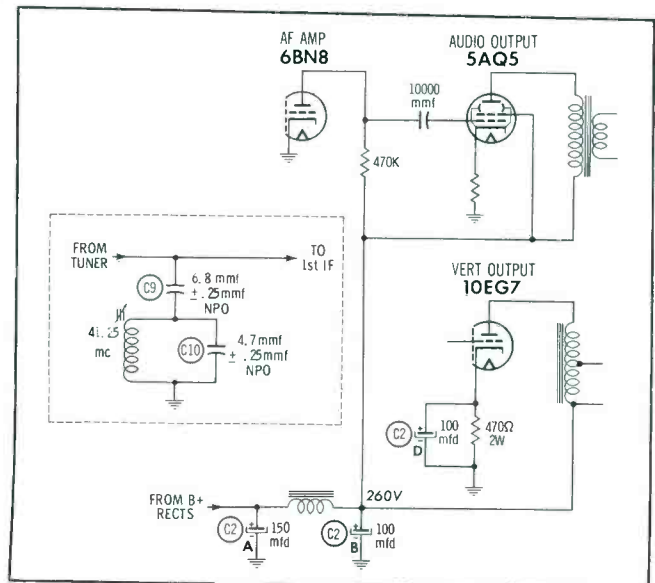 AF AMP
6BN8
AUDIO OUTPUT
5AQ5
10000
mmf
470K
FROM
TUNER
TO
1st IF
C9
6.8 mmf
± .25mmf
NPO
41.25
mc
C10
4.7mmf
± .25mmf
NPO
VERT OUTPUT
10EG7
C2
100
mfd
D
470Ω
2W
FROM B+
RECTS
260V
C2
150
mfd
A
C2
100
mfd
B